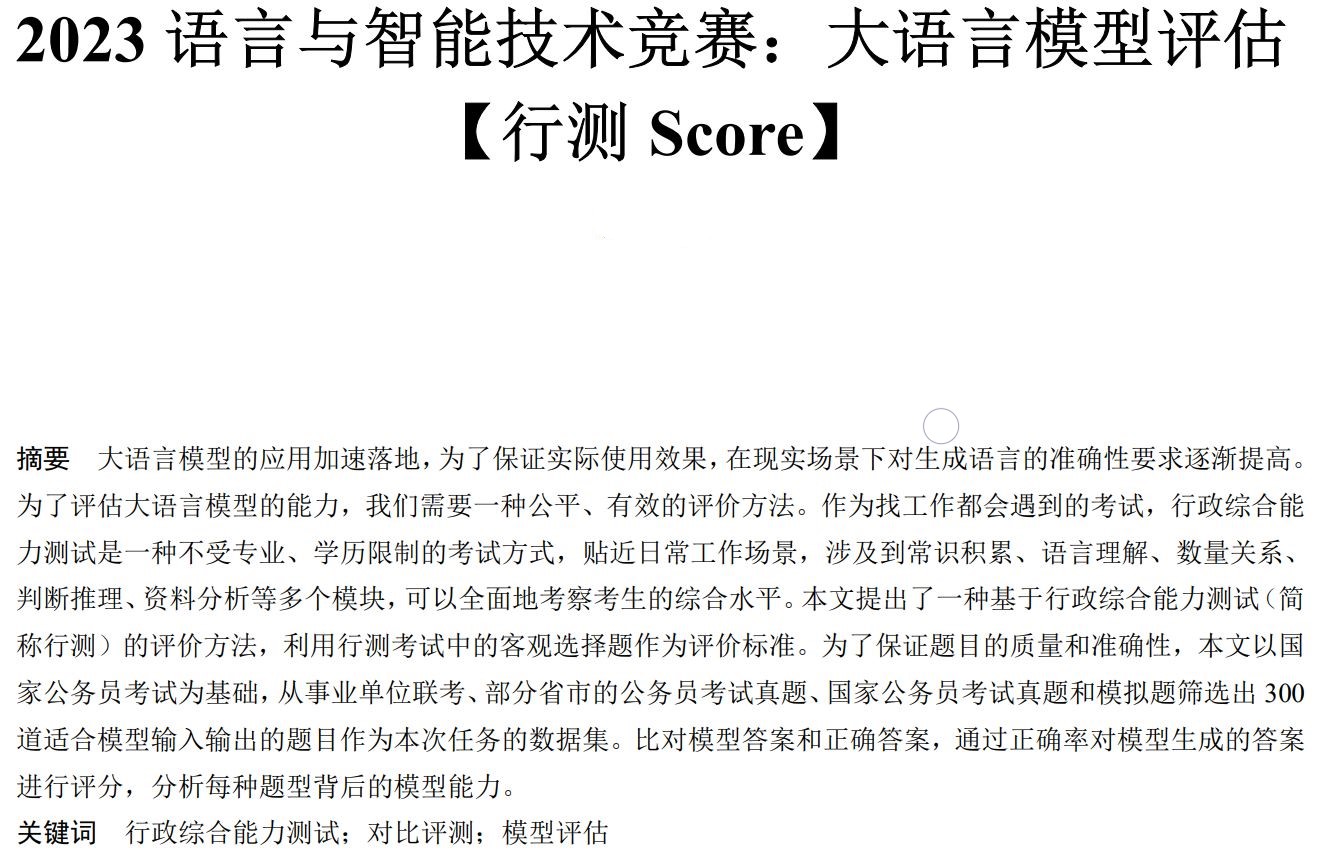 2023 语言与智能技术竞赛：大语言模型评估
【行测 Score】
摘要 大语言模型的应用加速落地，为了保证实际使用效果，在现实场景下对生成语言的准确性要求逐渐提高。
为了评估大语言模型的能力，我们需要一种公平、有效的评价方法。作为找工作都会遇到的考试，行政综合能
力测试是一种不受专业、学历限制的考试方式，贴近日常工作场景，涉及到常识积累、语言理解、数量关系、
判断推理、资料分析等多个模块，可以全面地考察考生的综合水平。本文提出了一种基于行政综合能力测试（简
称行测）的评价方法，利用行测考试中的客观选择题作为评价标准。为了保证题目的质量和准确性，本文以国
家公务员考试为基础，从事业单位联考、部分省市的公务员考试真题、国家公务员考试真题和模拟题筛选出 300
道适合模型输入输出的题目作为本次任务的数据集。比对模型答案和正确答案，通过正确率对模型生成的答案
进行评分，分析每种题型背后的模型能力。
关键词 行政综合能力测试；对比评测；模型评估